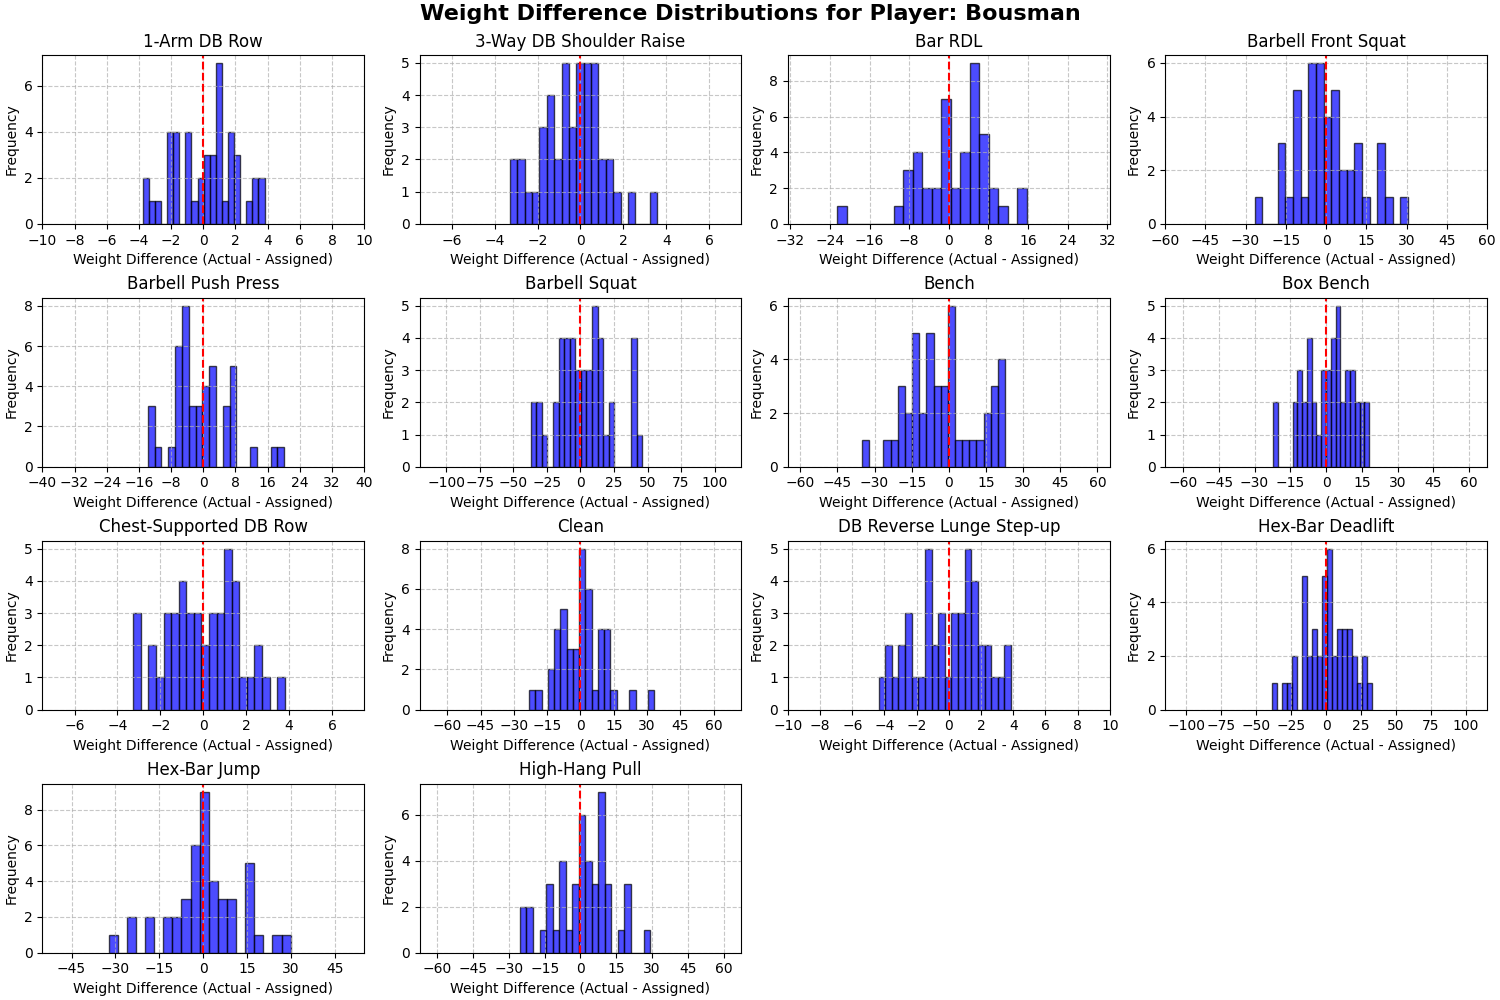 Weight Difference Distributions for Player: Bousman
1-Arm DB Row
Frequency
0 2 4 6
−10 −8 −6 −4 −2 0 2 4 6 8 10
Weight Difference (Actual - Assigned)
3-Way DB Shoulder Raise
Frequency
0 1 2 3 4 5
−6 −4 −2 0 2 4 6
Weight Difference (Actual - Assigned)
Bar RDL
Frequency
0 2 4 6 8
−32 −24 −16 −8 0 8 16 24 32
Weight Difference (Actual - Assigned)
Barbell Front Squat
Frequency
0 2 4 6
−60 −45 −30 −15 0 15 30 45 60
Weight Difference (Actual - Assigned)
Barbell Push Press
Frequency
0 2 4 6 8
−40 −32 −24 −16 −8 0 8 16 24 32 40
Weight Difference (Actual - Assigned)
Barbell Squat
Frequency
0 1 2 3 4 5
−100 −75 −50 −25 0 25 50 75 100
Weight Difference (Actual - Assigned)
Bench
Frequency
0 2 4 6
−60 −45 −30 −15 0 15 30 45 60
Weight Difference (Actual - Assigned)
Box Bench
Frequency
0 1 2 3 4 5
−60 −45 −30 −15 0 15 30 45 60
Weight Difference (Actual - Assigned)
Chest-Supported DB Row
Frequency
0 1 2 3 4 5
−6 −4 −2 0 2 4 6
Weight Difference (Actual - Assigned)
Clean
Frequency
0 2 4 6 8
−60 −45 −30 −15 0 15 30 45 60
Weight Difference (Actual - Assigned)
DB Reverse Lunge Step-up
Frequency
0 1 2 3 4 5
−10 −8 −6 −4 −2 0 2 4 6 8 10
Weight Difference (Actual - Assigned)
Hex-Bar Deadlift
Frequency
0 2 4 6
−100 −75 −50 −25 0 25 50 75 100
Weight Difference (Actual - Assigned)
Hex-Bar Jump
Frequency
0 2 4 6 8
−45 −30 −15 0 15 30 45
Weight Difference (Actual - Assigned)
High-Hang Pull
Frequency
0 2 4 6
−60 −45 −30 −15 0 15 30 45 60
Weight Difference (Actual - Assigned)